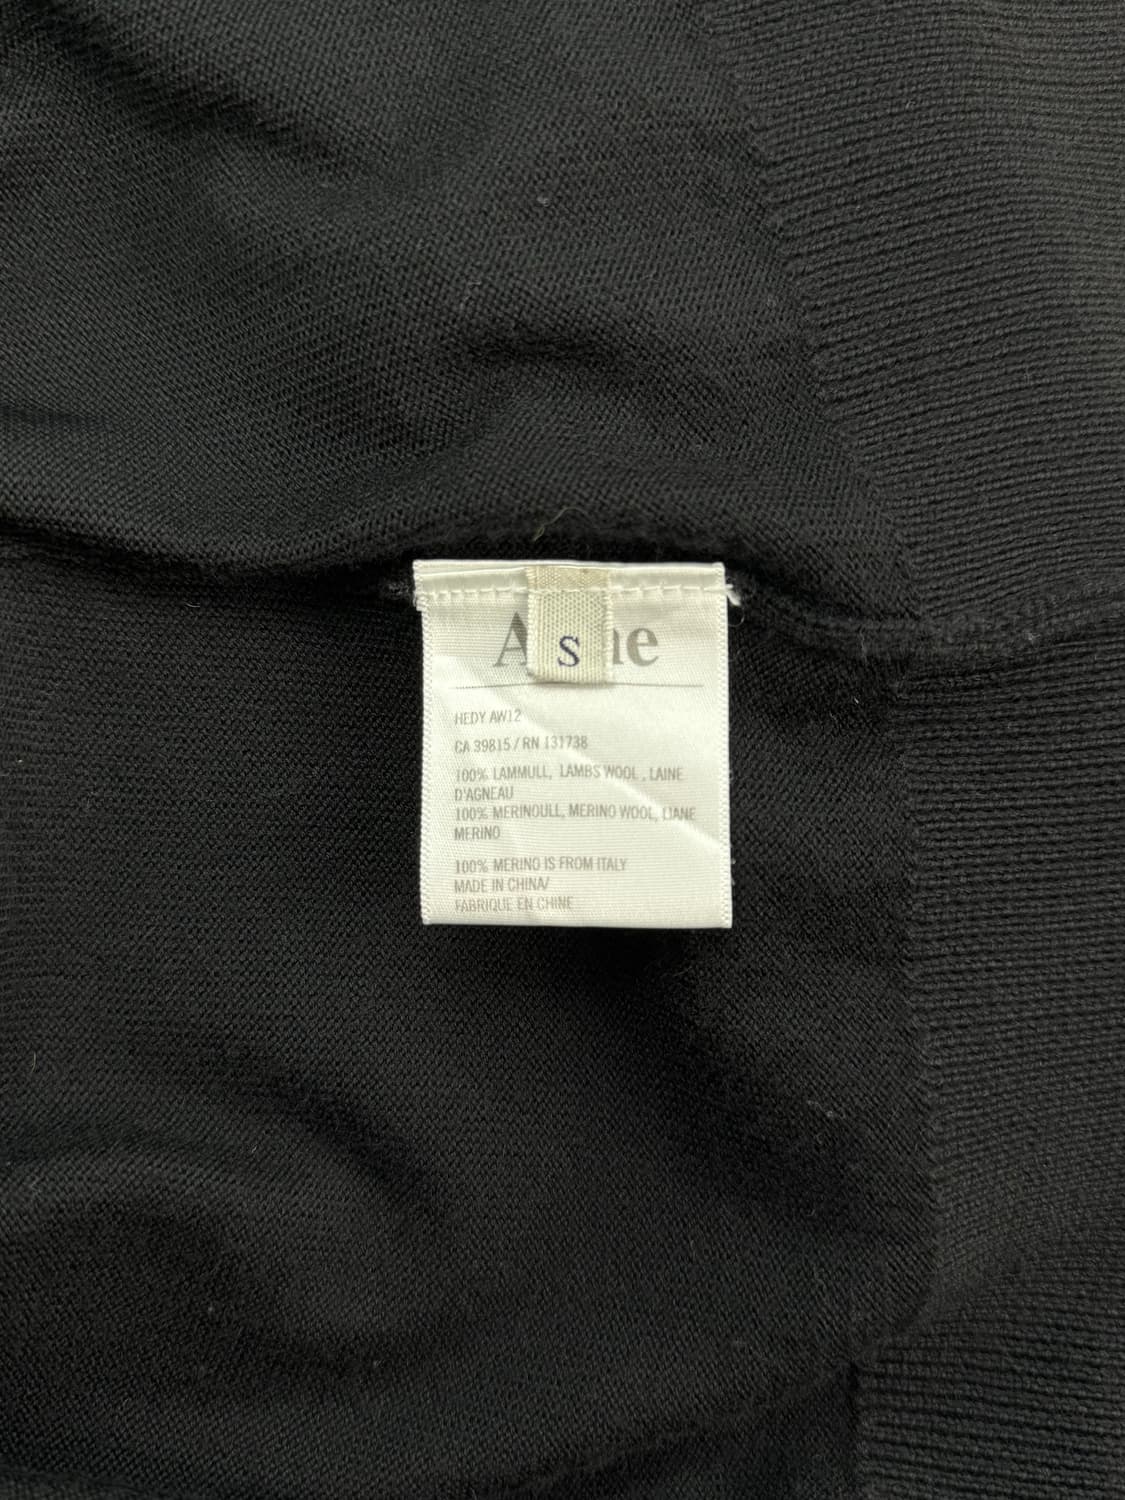 A ne
S
HEDY AW12
CA 39815 / RN 131738
100% LAMMULL, LAMBS WOOL , LAINE
D'AGNEAU
100% MERINOULL, MERINO WOOL, LIANE
MERINO
100% MERINO IS FROM ITALY
MADE IN CHINA/
FABRIQUE EN CHINE